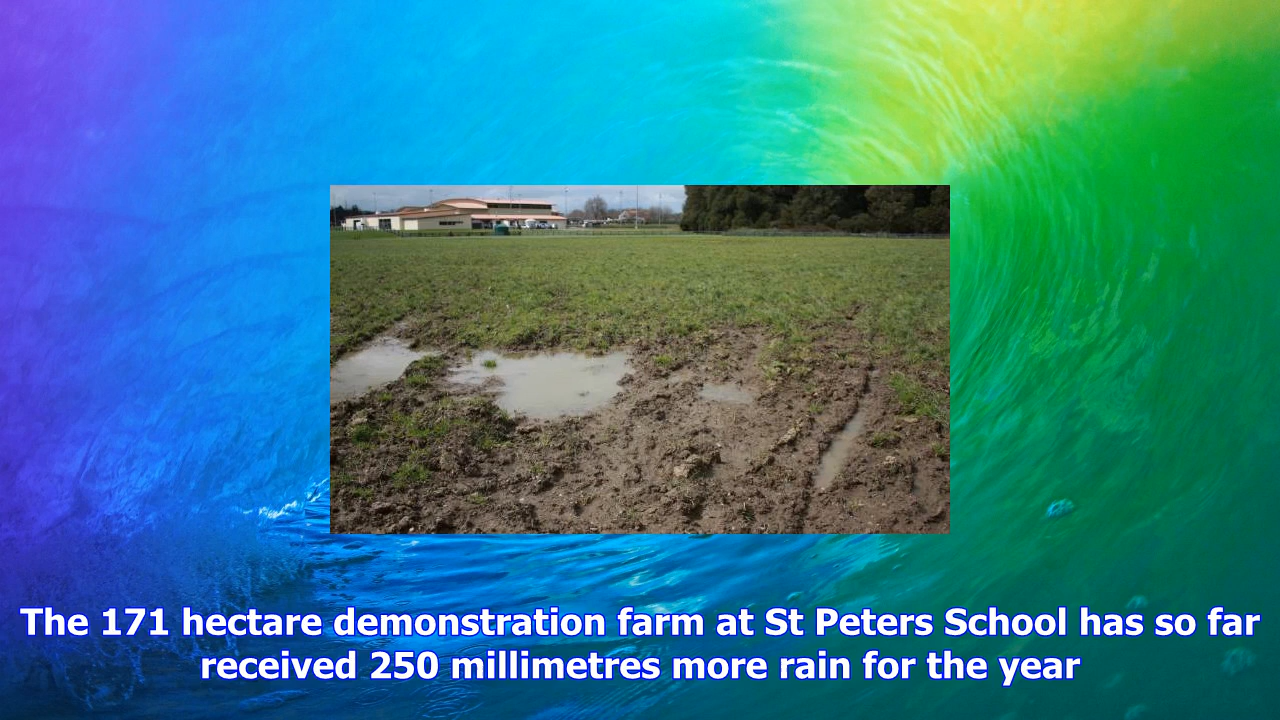 The 171 hectare demonstration farm at St Peters School has so far
received 250 millimetres more rain for the year